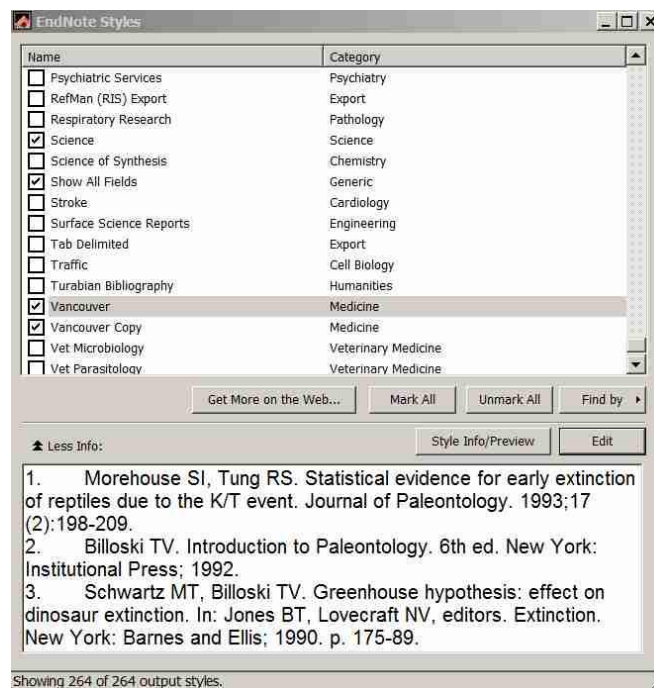 EndNote Styles
Name Category
Psychiatric Services Psychiatry
RefMan (RIS) Export Export
Respiratory Research Pathology
Science Science
Science of Synthesis Chemistry
Show All Fields Generic
Stroke Cardiology
Surface Science Reports Engineering
Tab Delimited Export
Traffic Cell Biology
Turabian Bibliography Humanities
Vancouver Medicine
Vancouver Copy Medicine
Vet Microbiology Veterinary Medicine
Vet Parasitology Veterinary Medicine
Get More on the Web... Mark All Unmark All Find by
Less Info: Style Info/Preview Edit
1. Morehouse SI, Tung RS. Statistical evidence for early extinction
of reptiles due to the K/T event. Journal of Paleontology. 1993;17
(2):198-209.
2. Billoski TV. Introduction to Paleontology. 6th ed. New York:
Institutional Press; 1992.
3. Schwartz MT, Billoski TV. Greenhouse hypothesis: effect on
dinosaur extinction. In: Jones BT, Lovecraft NV, editors. Extinction.
New York: Barnes and Ellis; 1990. p. 175-89.
Showing 264 of 264 output styles.